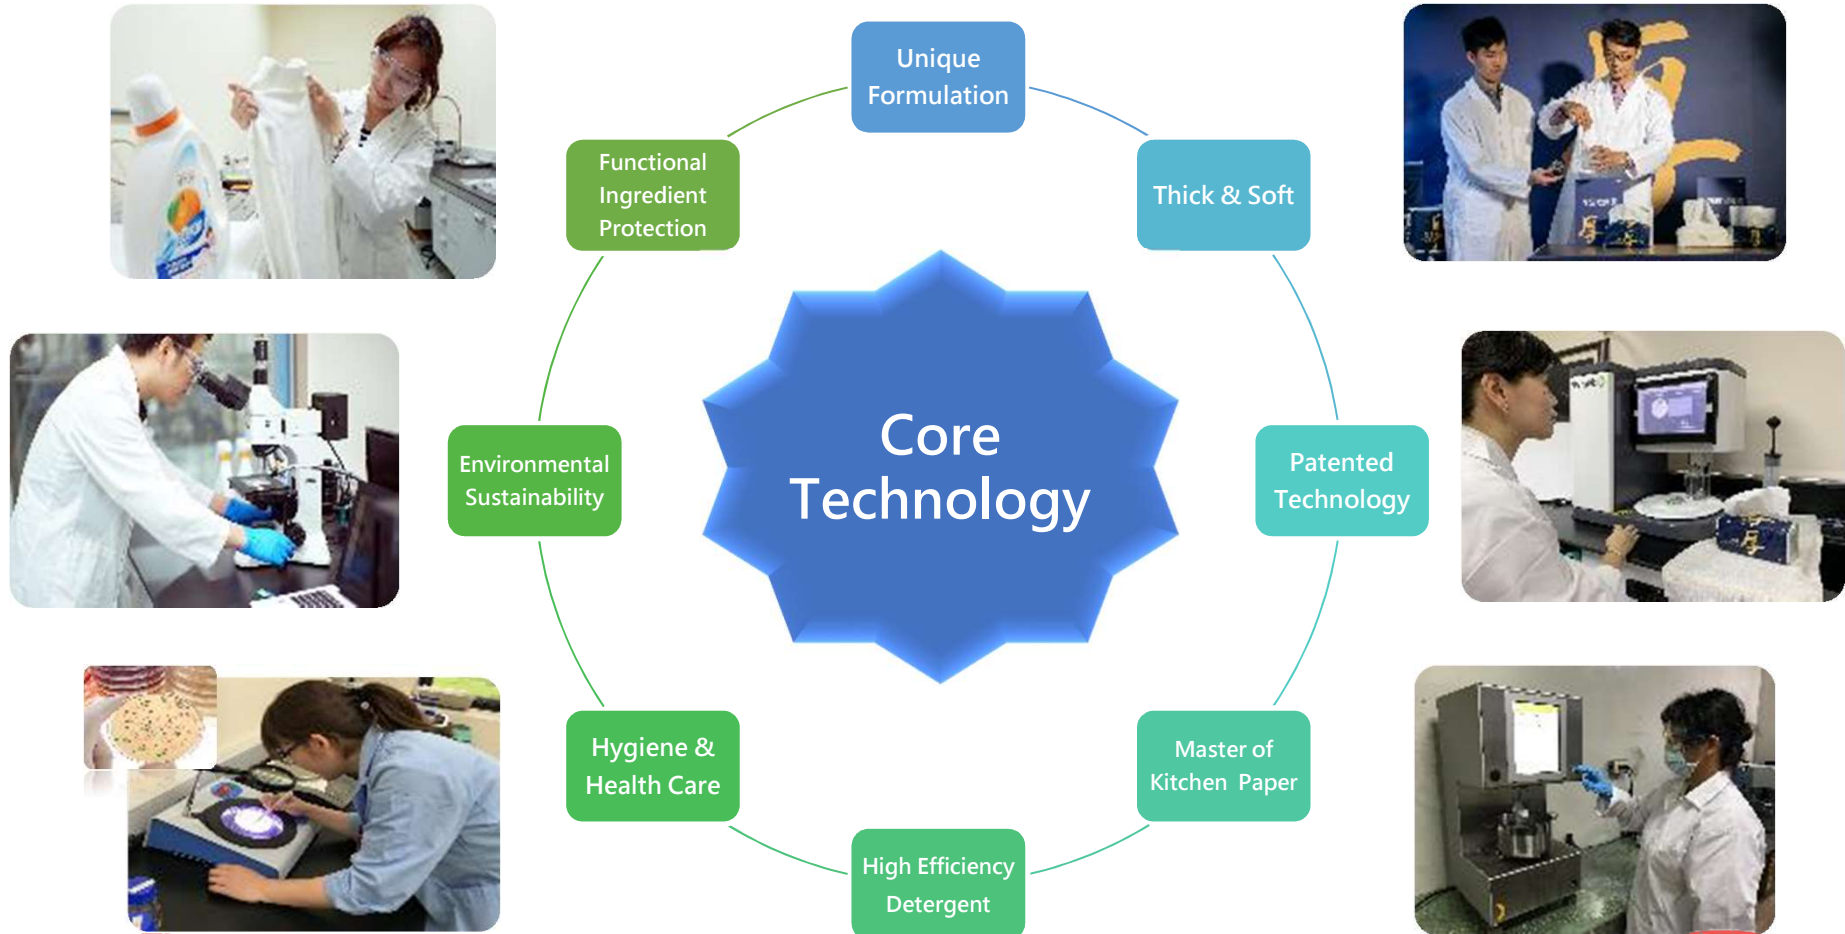 Unique
Formulation
Thick & Soft
Patented
Technology
Master of
Kitchen Paper
High Efficiency
Detergent
Hygiene &
Health Care
Environmental
Sustainability
Functional
Ingredient
Protection
Core
Technology
厚